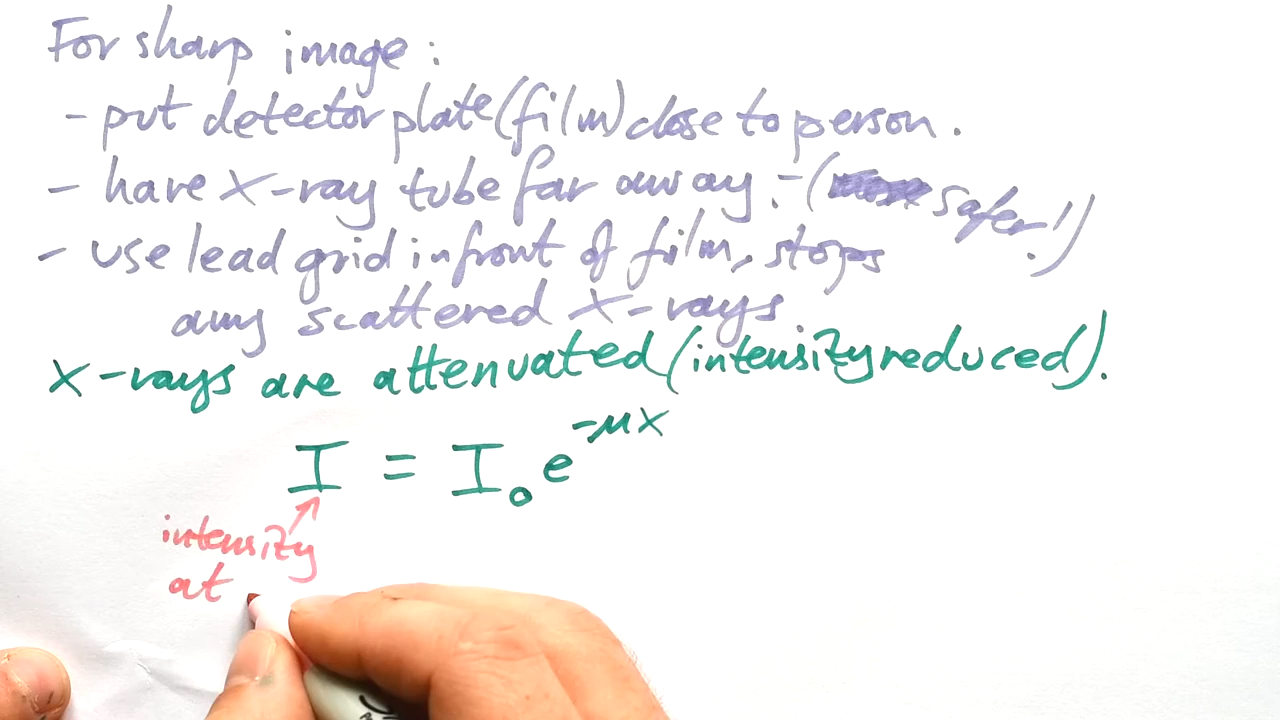 For sharp image:
- put detector plate (film) close to person.
- have X-ray tube far away. - ( safer!)
- use lead grid in front of film, stops
any scattered X-rays
X-rays are attenuated (intensity reduced).
I = I₀ e^{-μx}
intensity
at